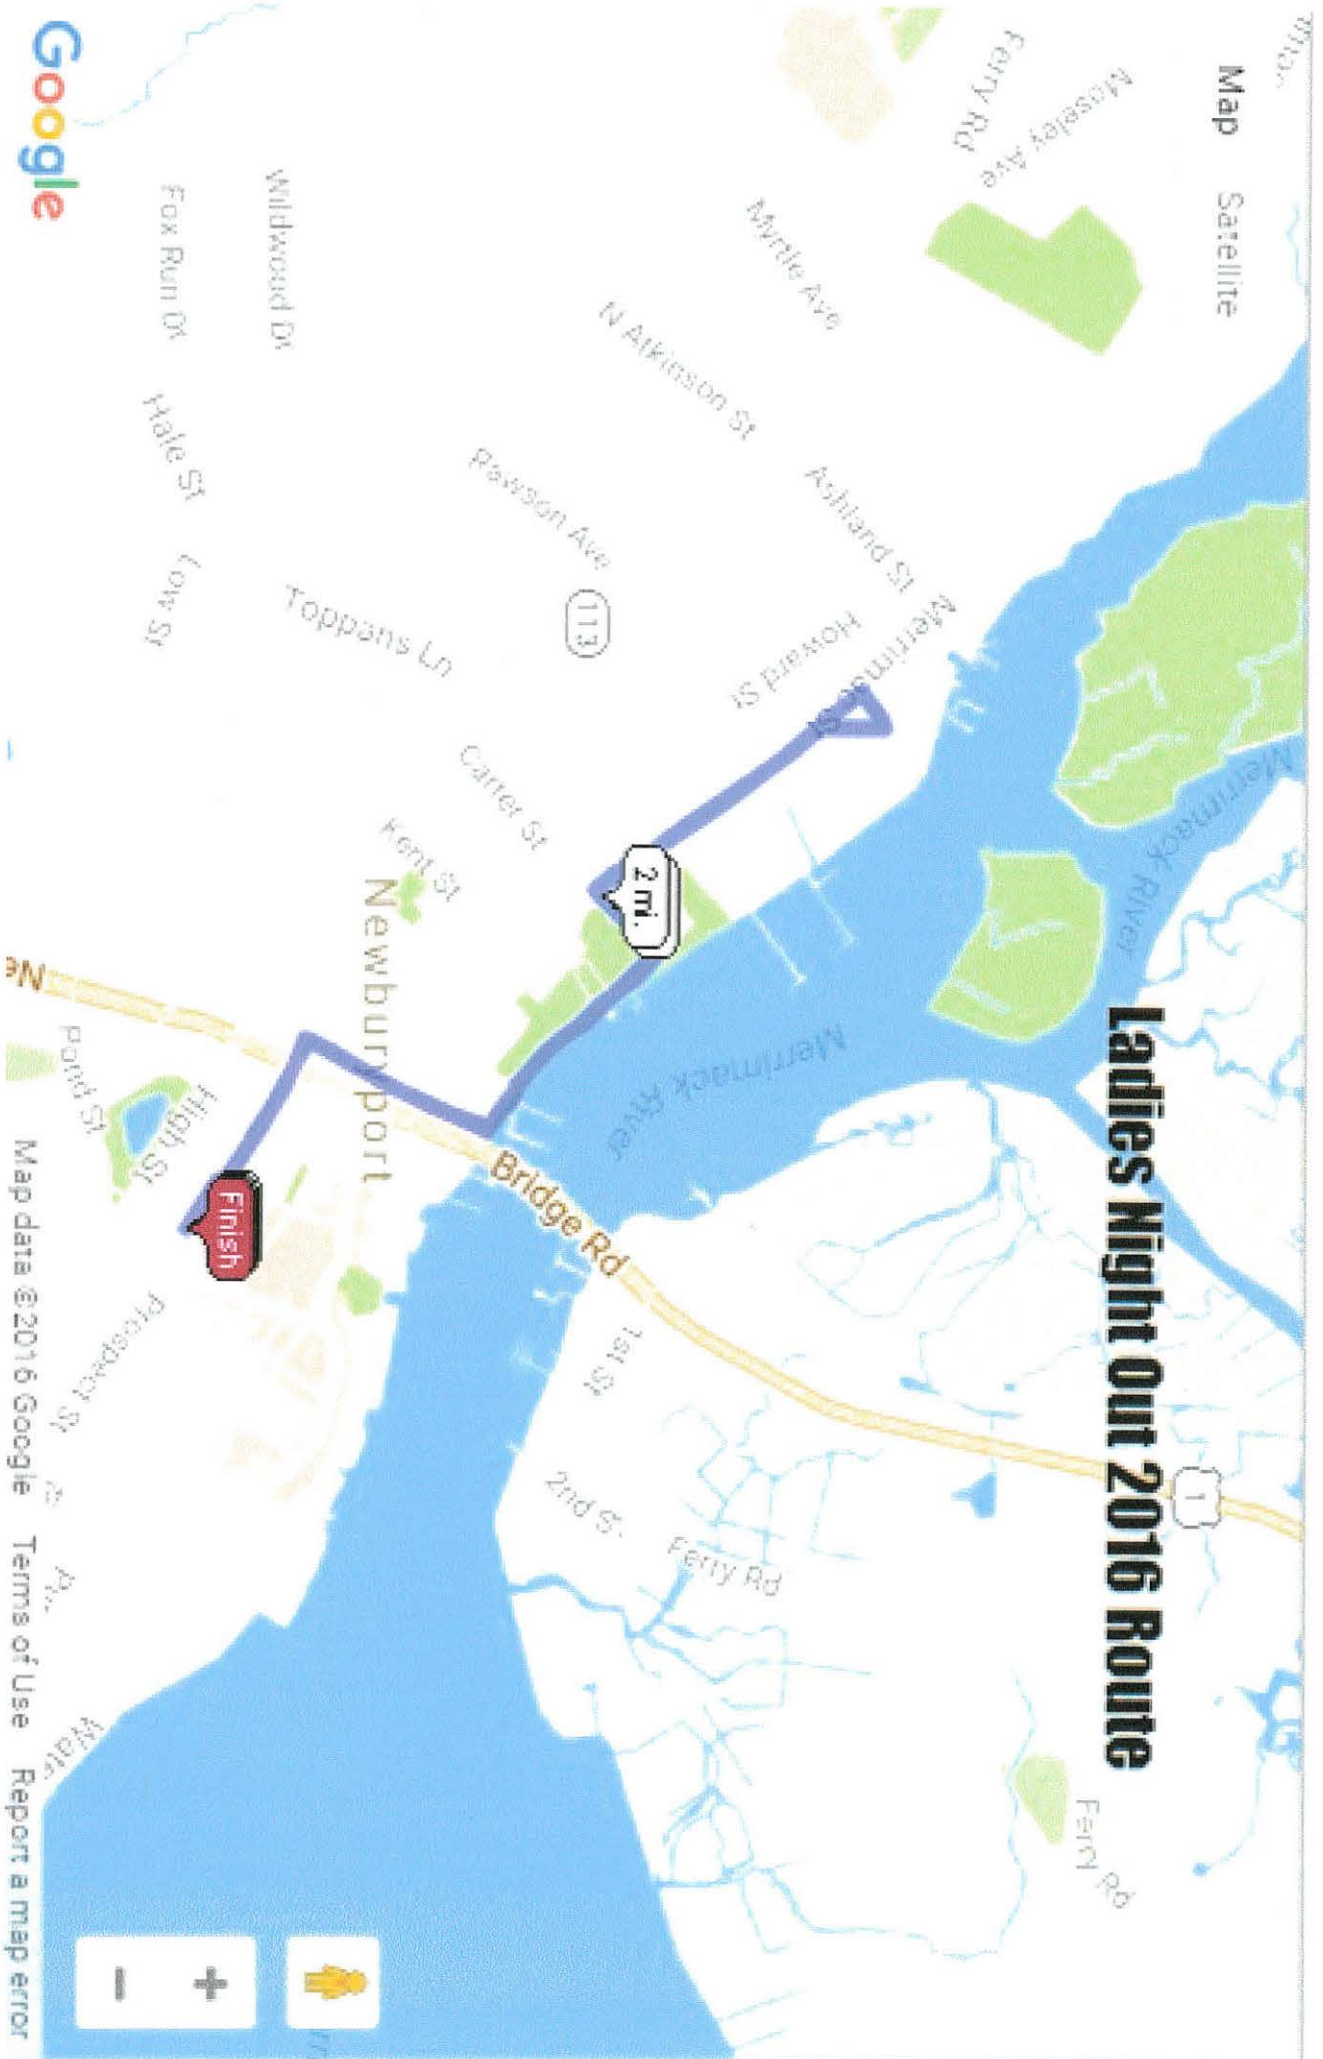 Map Satellite
Ladies Night Out 2016 Route
Moseley Ave
Ferry Rd
Myrtle Ave
N Atkinson St
Ashland St
Merrimac St
Howard St
Rawson Ave
113
Toppans Ln
Wildwood Dr
Fox Run Dr
Hale St
Low St
Carter St
Kent St
Newburyport
2 mi.
Merrimack River
Merrimack River
Bridge Rd
1
1st St
2nd St
Ferry Rd
Ferry Rd
Pond St
High St
Finish
Prospect St
Ne
Google
Map data ©2016 Google Terms of Use Report a map error
+
−